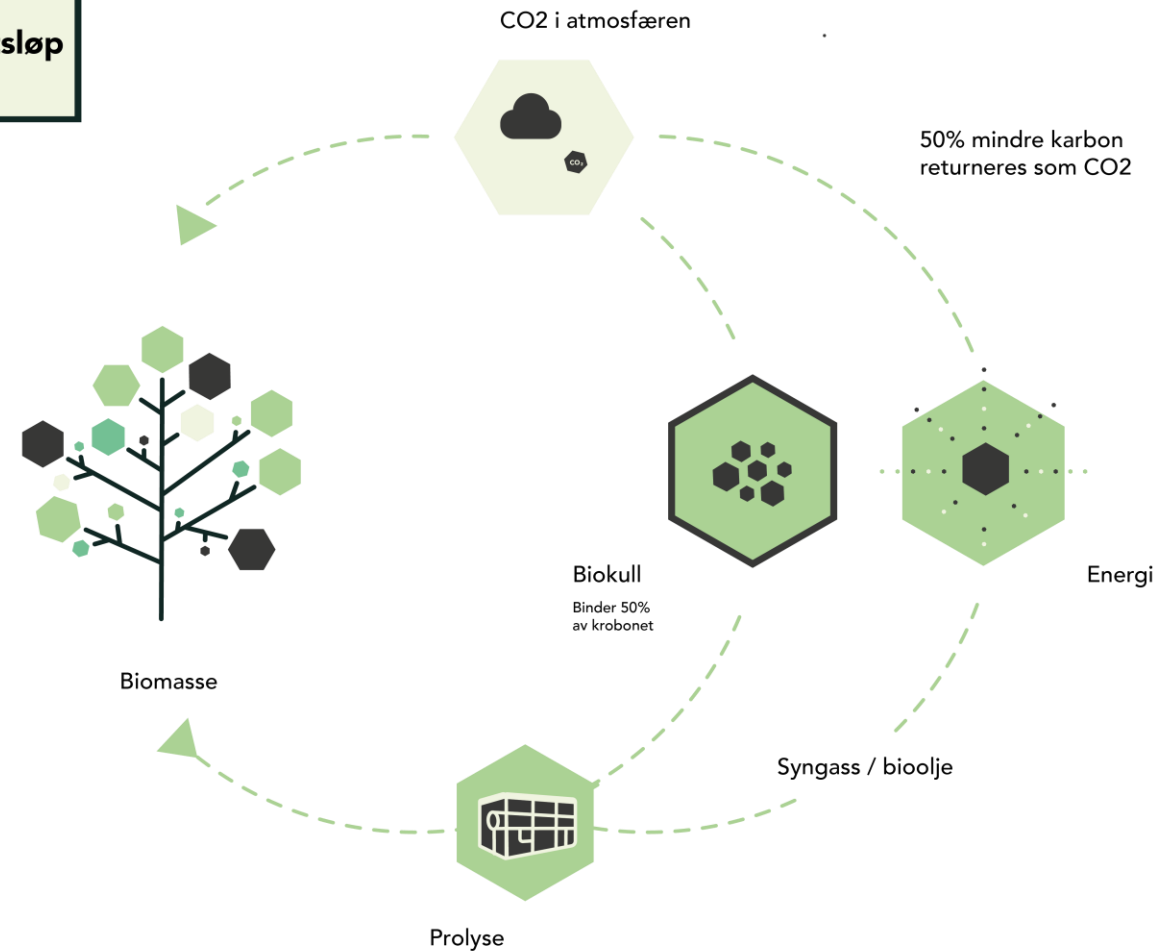 sløp
CO2 i atmosfæren
CO₂
50% mindre karbon
returneres som CO2
Biokull
Binder 50%
av krobonet
Energi
Biomasse
Syngass / bioolje
Prolyse